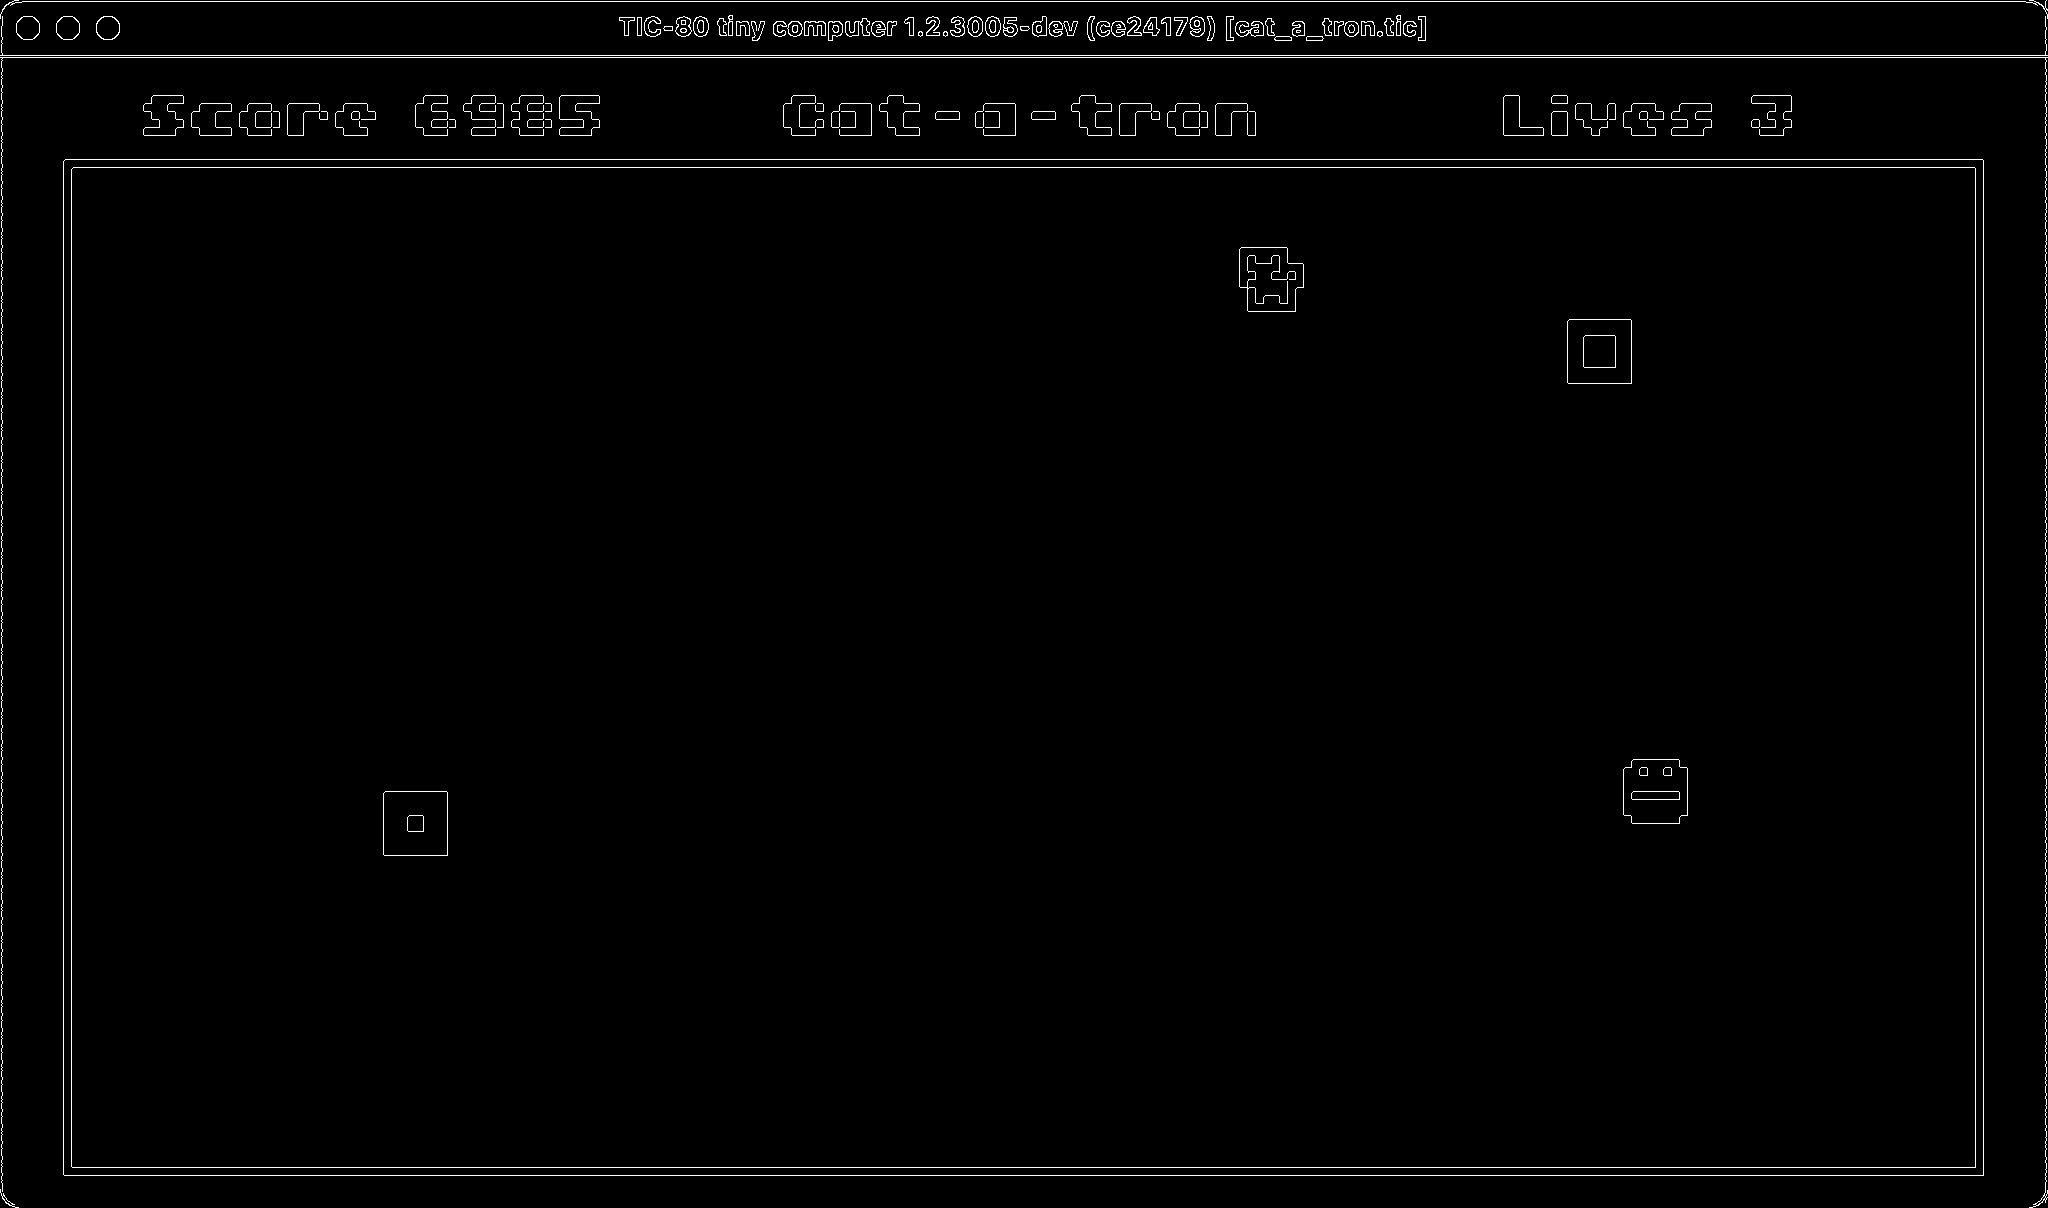 TIC-80 tiny computer 1.2.3005-dev (ce24179) [cat_a_tron.tic]
Score 6985 Cat-a-tron Lives 3